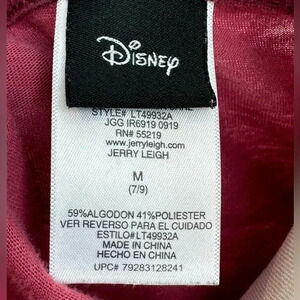 Disney
STYLE# LT49932A
JGG IR6919 0919
RN# 55219
www.jerryleigh.com
JERRY LEIGH
M
(7/9)
59%ALGODON 41%POLIESTER
VER REVERSO PARA EL CUIDADO
ESTILO#LT49932A
MADE IN CHINA
HECHO EN CHINA
UPC# 79283128241